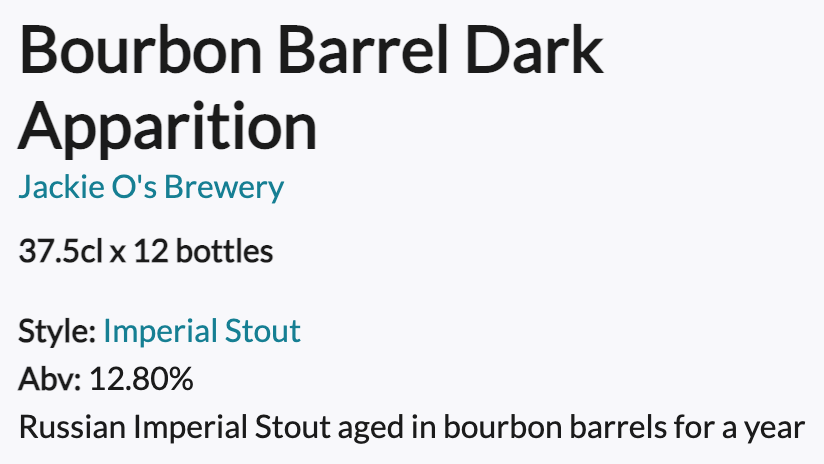 Bourbon Barrel Dark
Apparition
Jackie O's Brewery
37.5cl x 12 bottles
Style: Imperial Stout
Abv: 12.80%
Russian Imperial Stout aged in bourbon barrels for a year